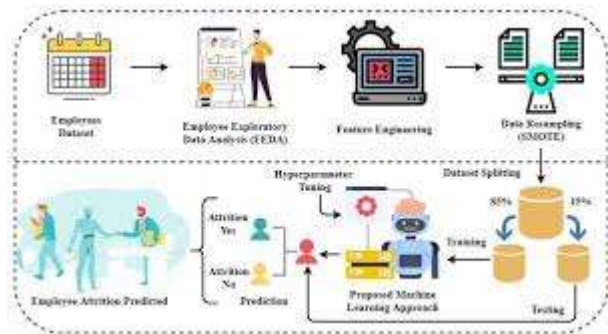 Employees
Dataset
Employee Exploratory
Data Analysis (EEDA)
Feature Engineering
Data Resampling
(SMOTE)
Dataset Splitting
85%
15%
Training
Testing
Hyperparameter
Tuning
Proposed Machine
Learning Approach
Attrition
Yes
Attrition
No
Prediction
Employee Attrition Predicted